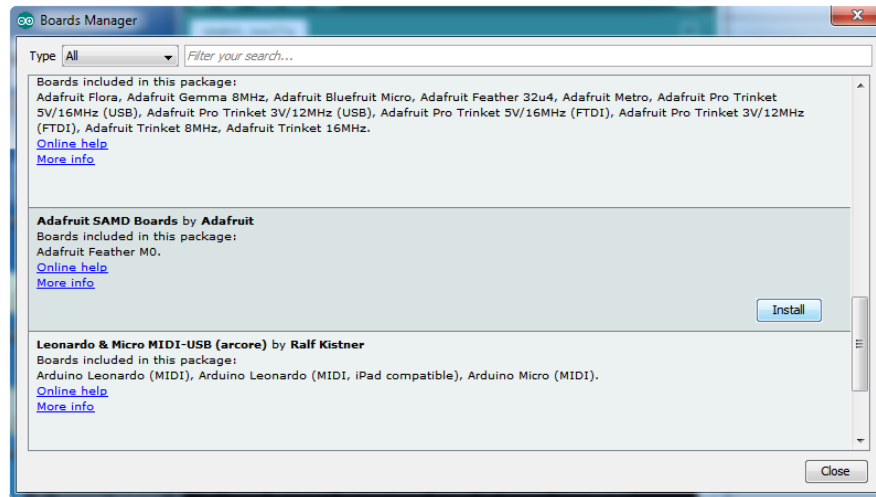 Boards Manager
Type All Filter your search...
Boards included in this package:
Adafruit Flora, Adafruit Gemma 8MHz, Adafruit Bluefruit Micro, Adafruit Feather 32u4, Adafruit Metro, Adafruit Pro Trinket
5V/16MHz (USB), Adafruit Pro Trinket 3V/12MHz (USB), Adafruit Pro Trinket 5V/16MHz (FTDI), Adafruit Pro Trinket 3V/12MHz
(FTDI), Adafruit Trinket 8MHz, Adafruit Trinket 16MHz.
Online help
More info
Adafruit SAMD Boards by Adafruit
Boards included in this package:
Adafruit Feather M0.
Online help
More info
Install
Leonardo & Micro MIDI-USB (arcore) by Ralf Kistner
Boards included in this package:
Arduino Leonardo (MIDI), Arduino Leonardo (MIDI, iPad compatible), Arduino Micro (MIDI).
Online help
More info
Close